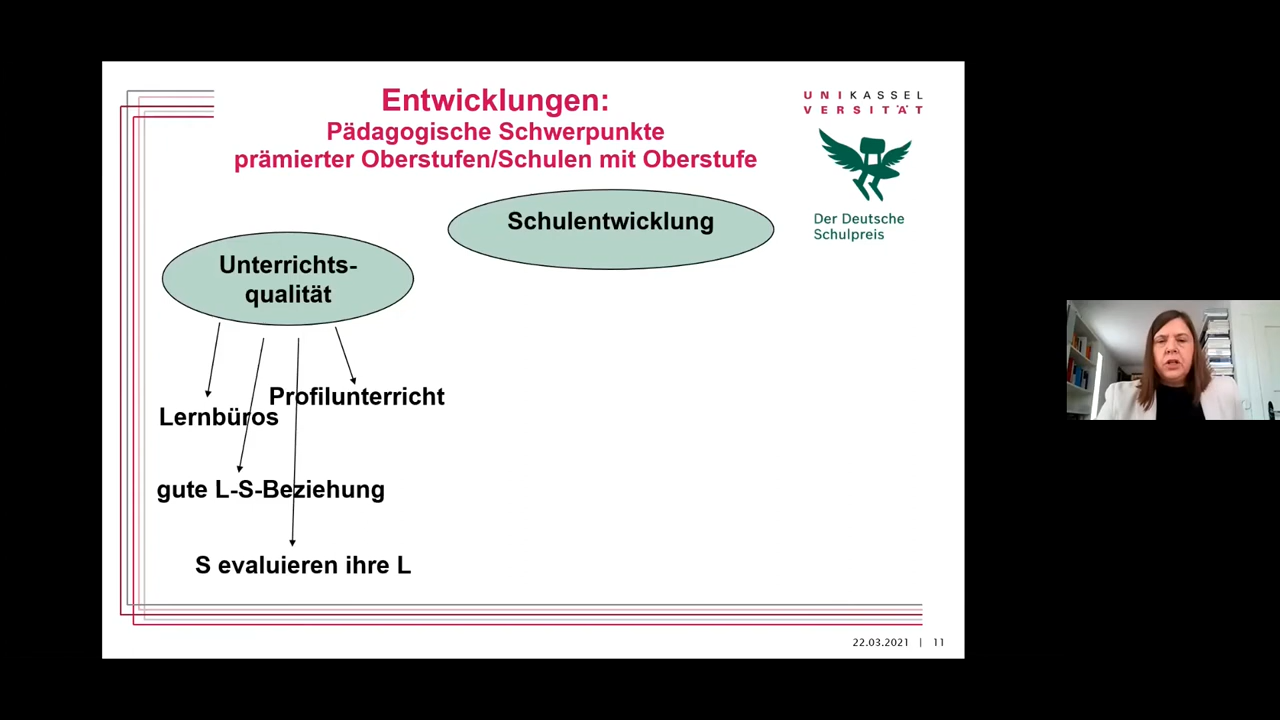 Entwicklungen:
Pädagogische Schwerpunkte
prämierter Oberstufen/Schulen mit Oberstufe
UNIKASSEL
VERSITÄT
Der Deutsche
Schulpreis
Schulentwicklung
Unterrichts-
qualität
Profilunterricht
Lernbüros
gute L-S-Beziehung
S evaluieren ihre L
22.03.2021 | 11